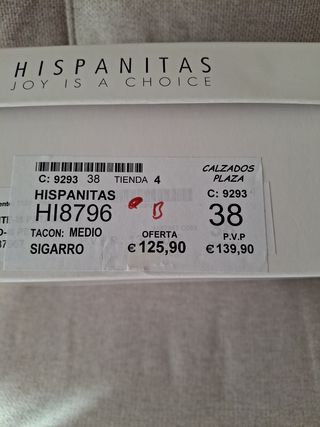 HISPANITAS
JOY IS A CHOICE
C: 9293 38 TIENDA 4
CALZADOS PLAZA
HISPANITAS
C: 9293
HI8796
B
38
TACON: MEDIO
OFERTA
P.V.P
SIGARRO
€125,90
€139,90